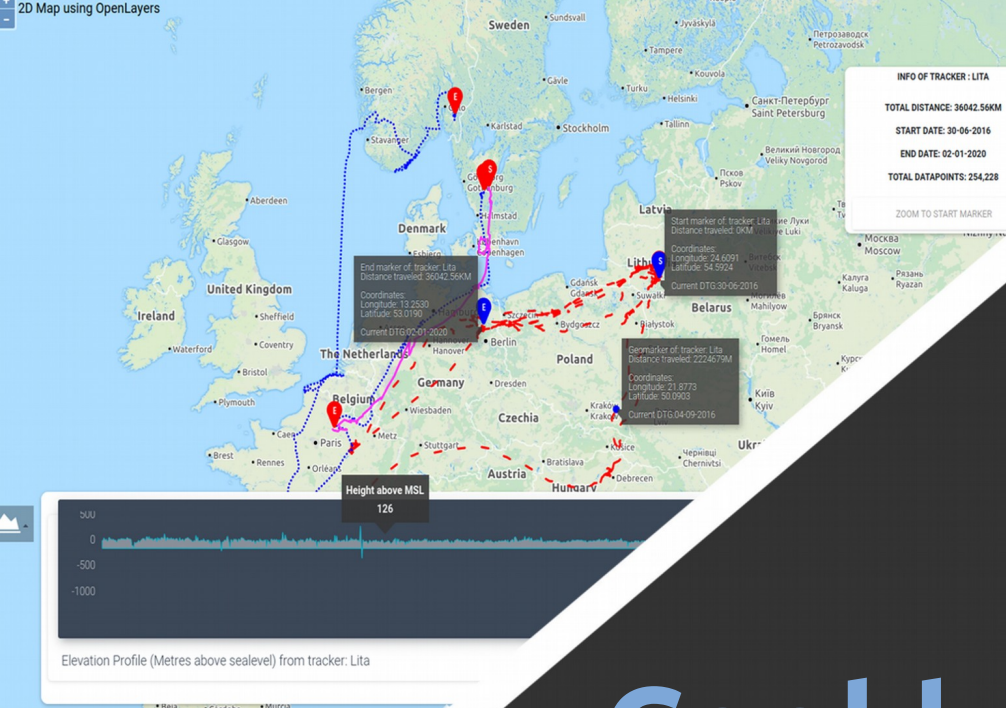 +
-
2D Map using OpenLayers
Sweden
Sundsvall
Jyväskylä
Tampere
Петрозаводск
Petrozavodsk
Gävle
Bergen
Turku
Helsinki
Kouvola
Санкт-Петербург
Saint Petersburg
E
Karlstad
Stockholm
Tallinn
Великий Новгород
Veliky Novgorod
Stavanger
Псков
Pskov
S
Aberdeen
Denmark
Halmstad
Latvia
Glasgow
Esbjerg
Москва
Moscow
United Kingdom
Ireland
Sheffield
Waterford
Coventry
Bristol
Plymouth
The Netherlands
Hanover
Berlin
Szczecin
Bydgoszcz
Gdańsk
Suwałki
Białystok
Belarus
Mahilyow
Калуга
Kaluga
Рязань
Ryazan
Брянск
Bryansk
Гомель
Homel
Poland
Germany
Dresden
Belgium
Wiesbaden
Czechia
Kraków
Київ
Kyiv
Caen
Paris
Metz
Brest
Rennes
Orléans
Stuttgart
Bratislava
Košice
Чернівці
Chernivtsi
Austria
Hungary
Debrecen
INFO OF TRACKER : LITA
TOTAL DISTANCE: 36042.56KM
START DATE: 30-06-2016
END DATE: 02-01-2020
TOTAL DATAPOINTS: 254,228
ZOOM TO START MARKER
Start marker of: tracker: Lita
Distance traveled: 0KM
Coordinates:
Longitude: 24.6091
Latitude: 54.5924
Current DTG:30-06-2016
End marker of: tracker: Lita
Distance traveled: 36042.56KM
Coordinates:
Longitude: 13.2530
Latitude: 53.0190
Current DTG:02-01-2020
Geomarker of: tracker: Lita
Distance traveled: 2224679M
Coordinates:
Longitude: 21.8773
Latitude: 50.0903
Current DTG:04-09-2016
Height above MSL
126
500
0
-500
-1000
Elevation Profile (Metres above sealevel) from tracker: Lita